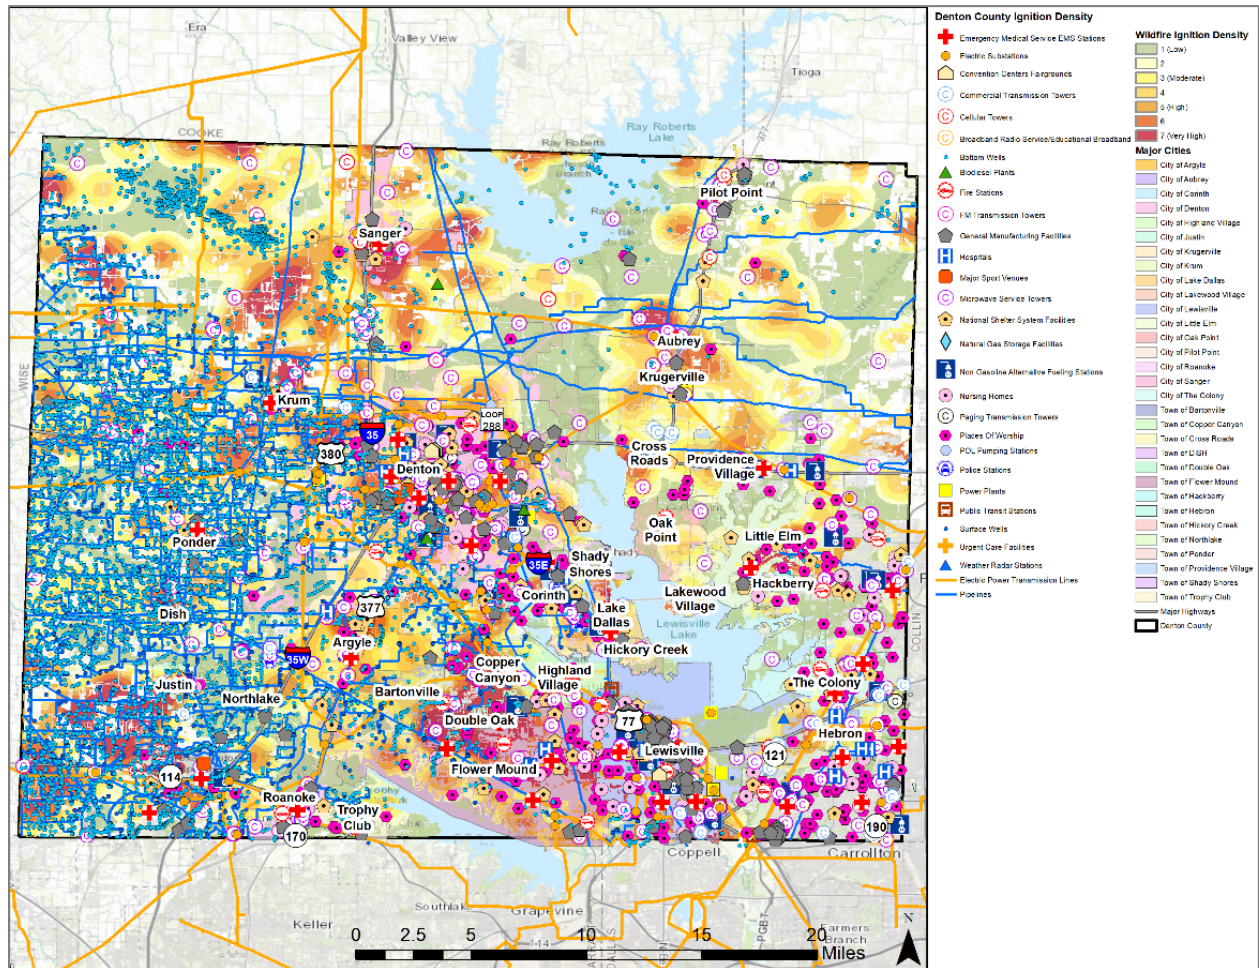 Era
Valley View
Tioga
COOKE
Ray Roberts
Lake
377
Pilot Point
Sanger
Aubrey
Krugerville
WISE
Krum
LOOP
288
35
380
Denton
Cross
Roads
Providence
Village
Oak
Point
Little Elm
Ponder
35E
Shady
Shores
Hackberry
Corinth
Lakewood
Village
Dish
377
Lake
Dallas
Lewisville
Lake
COLLIN
Argyle
Hickory Creek
35W
Copper
Canyon
Highland
Village
Justin
Northlake
Bartonville
The Colony
Double Oak
77
Hebron
Lewisville
121
Flower Mound
114
Roanoke
Trophy
Club
170
190
Coppell
Carrollton
Southlake
Grapevine
Keller
114
DALLAS
PGBT
Farmers
Branch
N
0 2.5 5 10 15 20
Miles
Denton County Ignition Density
Emergency Medical Service EMS Stations
Electric Substations
Convention Centers Fairgrounds
Commercial Transmission Towers
Cellular Towers
Broadband Radio Service/Educational Broadband
Bottom Wells
Biodiesel Plants
Fire Stations
FM Transmission Towers
General Manufacturing Facilities
Hospitals
Major Sport Venues
Microwave Service Towers
National Shelter System Facilities
Natural Gas Storage Facilities
Non Gasoline Alternative Fueling Stations
Nursing Homes
Paging Transmission Towers
Places Of Worship
POL Pumping Stations
Police Stations
Power Plants
Public Transit Stations
Surface Wells
Urgent Care Facilities
Weather Radar Stations
Electric Power Transmission Lines
Pipelines
Wildfire Ignition Density
1 (Low)
2
3 (Moderate)
4
5 (High)
6
7 (Very High)
Major Cities
City of Argyle
City of Aubrey
City of Corinth
City of Denton
City of Highland Village
City of Justin
City of Krugerville
City of Krum
City of Lake Dallas
City of Lakewood Village
City of Lewisville
City of Little Elm
City of Oak Point
City of Pilot Point
City of Roanoke
City of Sanger
City of The Colony
Town of Bartonville
Town of Copper Canyon
Town of Cross Roads
Town of DISH
Town of Double Oak
Town of Flower Mound
Town of Hackberry
Town of Hebron
Town of Hickory Creek
Town of Northlake
Town of Ponder
Town of Providence Village
Town of Shady Shores
Town of Trophy Club
Major Highways
Denton County